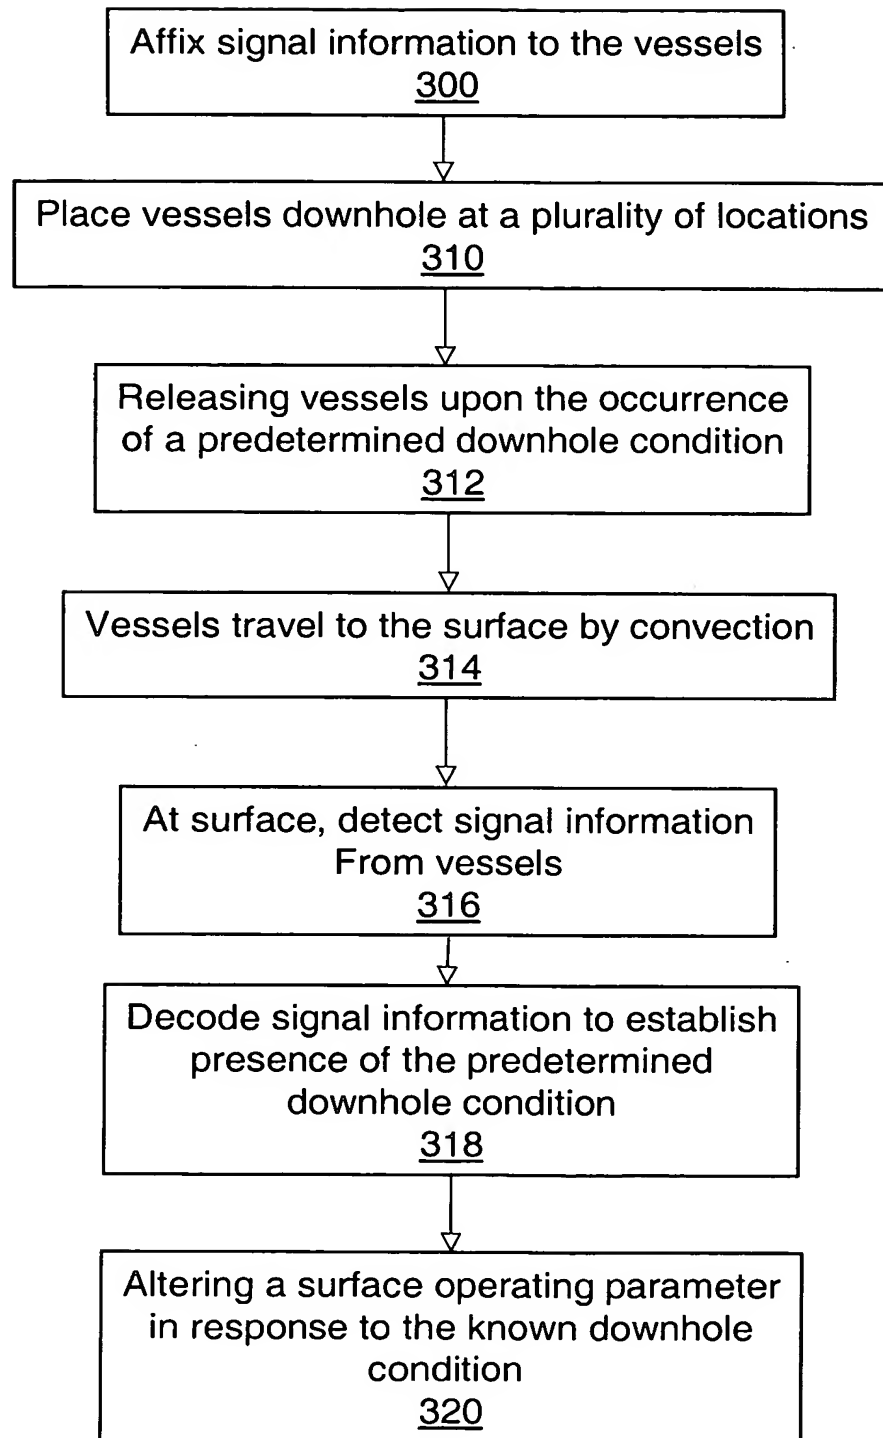 Affix signal information to the vessels
300
Place vessels downhole at a plurality of locations
310
Releasing vessels upon the occurrence
of a predetermined downhole condition
312
Vessels travel to the surface by convection
314
At surface, detect signal information
From vessels
316
Decode signal information to establish
presence of the predetermined
downhole condition
318
Altering a surface operating parameter
in response to the known downhole
condition
320